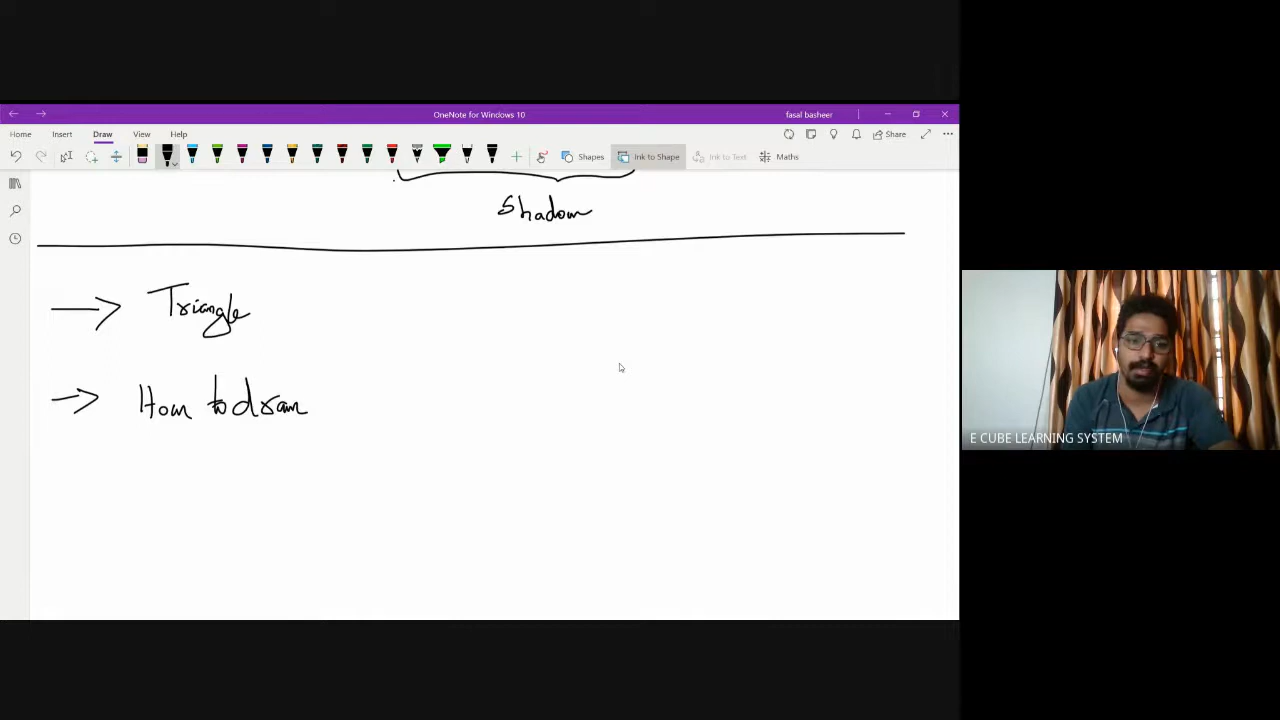 OneNote for Windows 10
fasal basheer
Home Insert Draw View Help
Share
Shapes Ink to Shape Ink to Text Maths
Shadow
Triangle
How to draw
E CUBE LEARNING SYSTEM